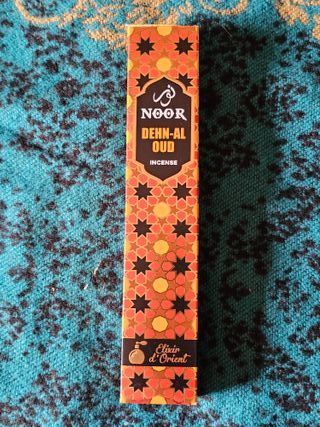 نور
NOOR
DEHN-AL
OUD
INCENSE
Elixir
d'Orient